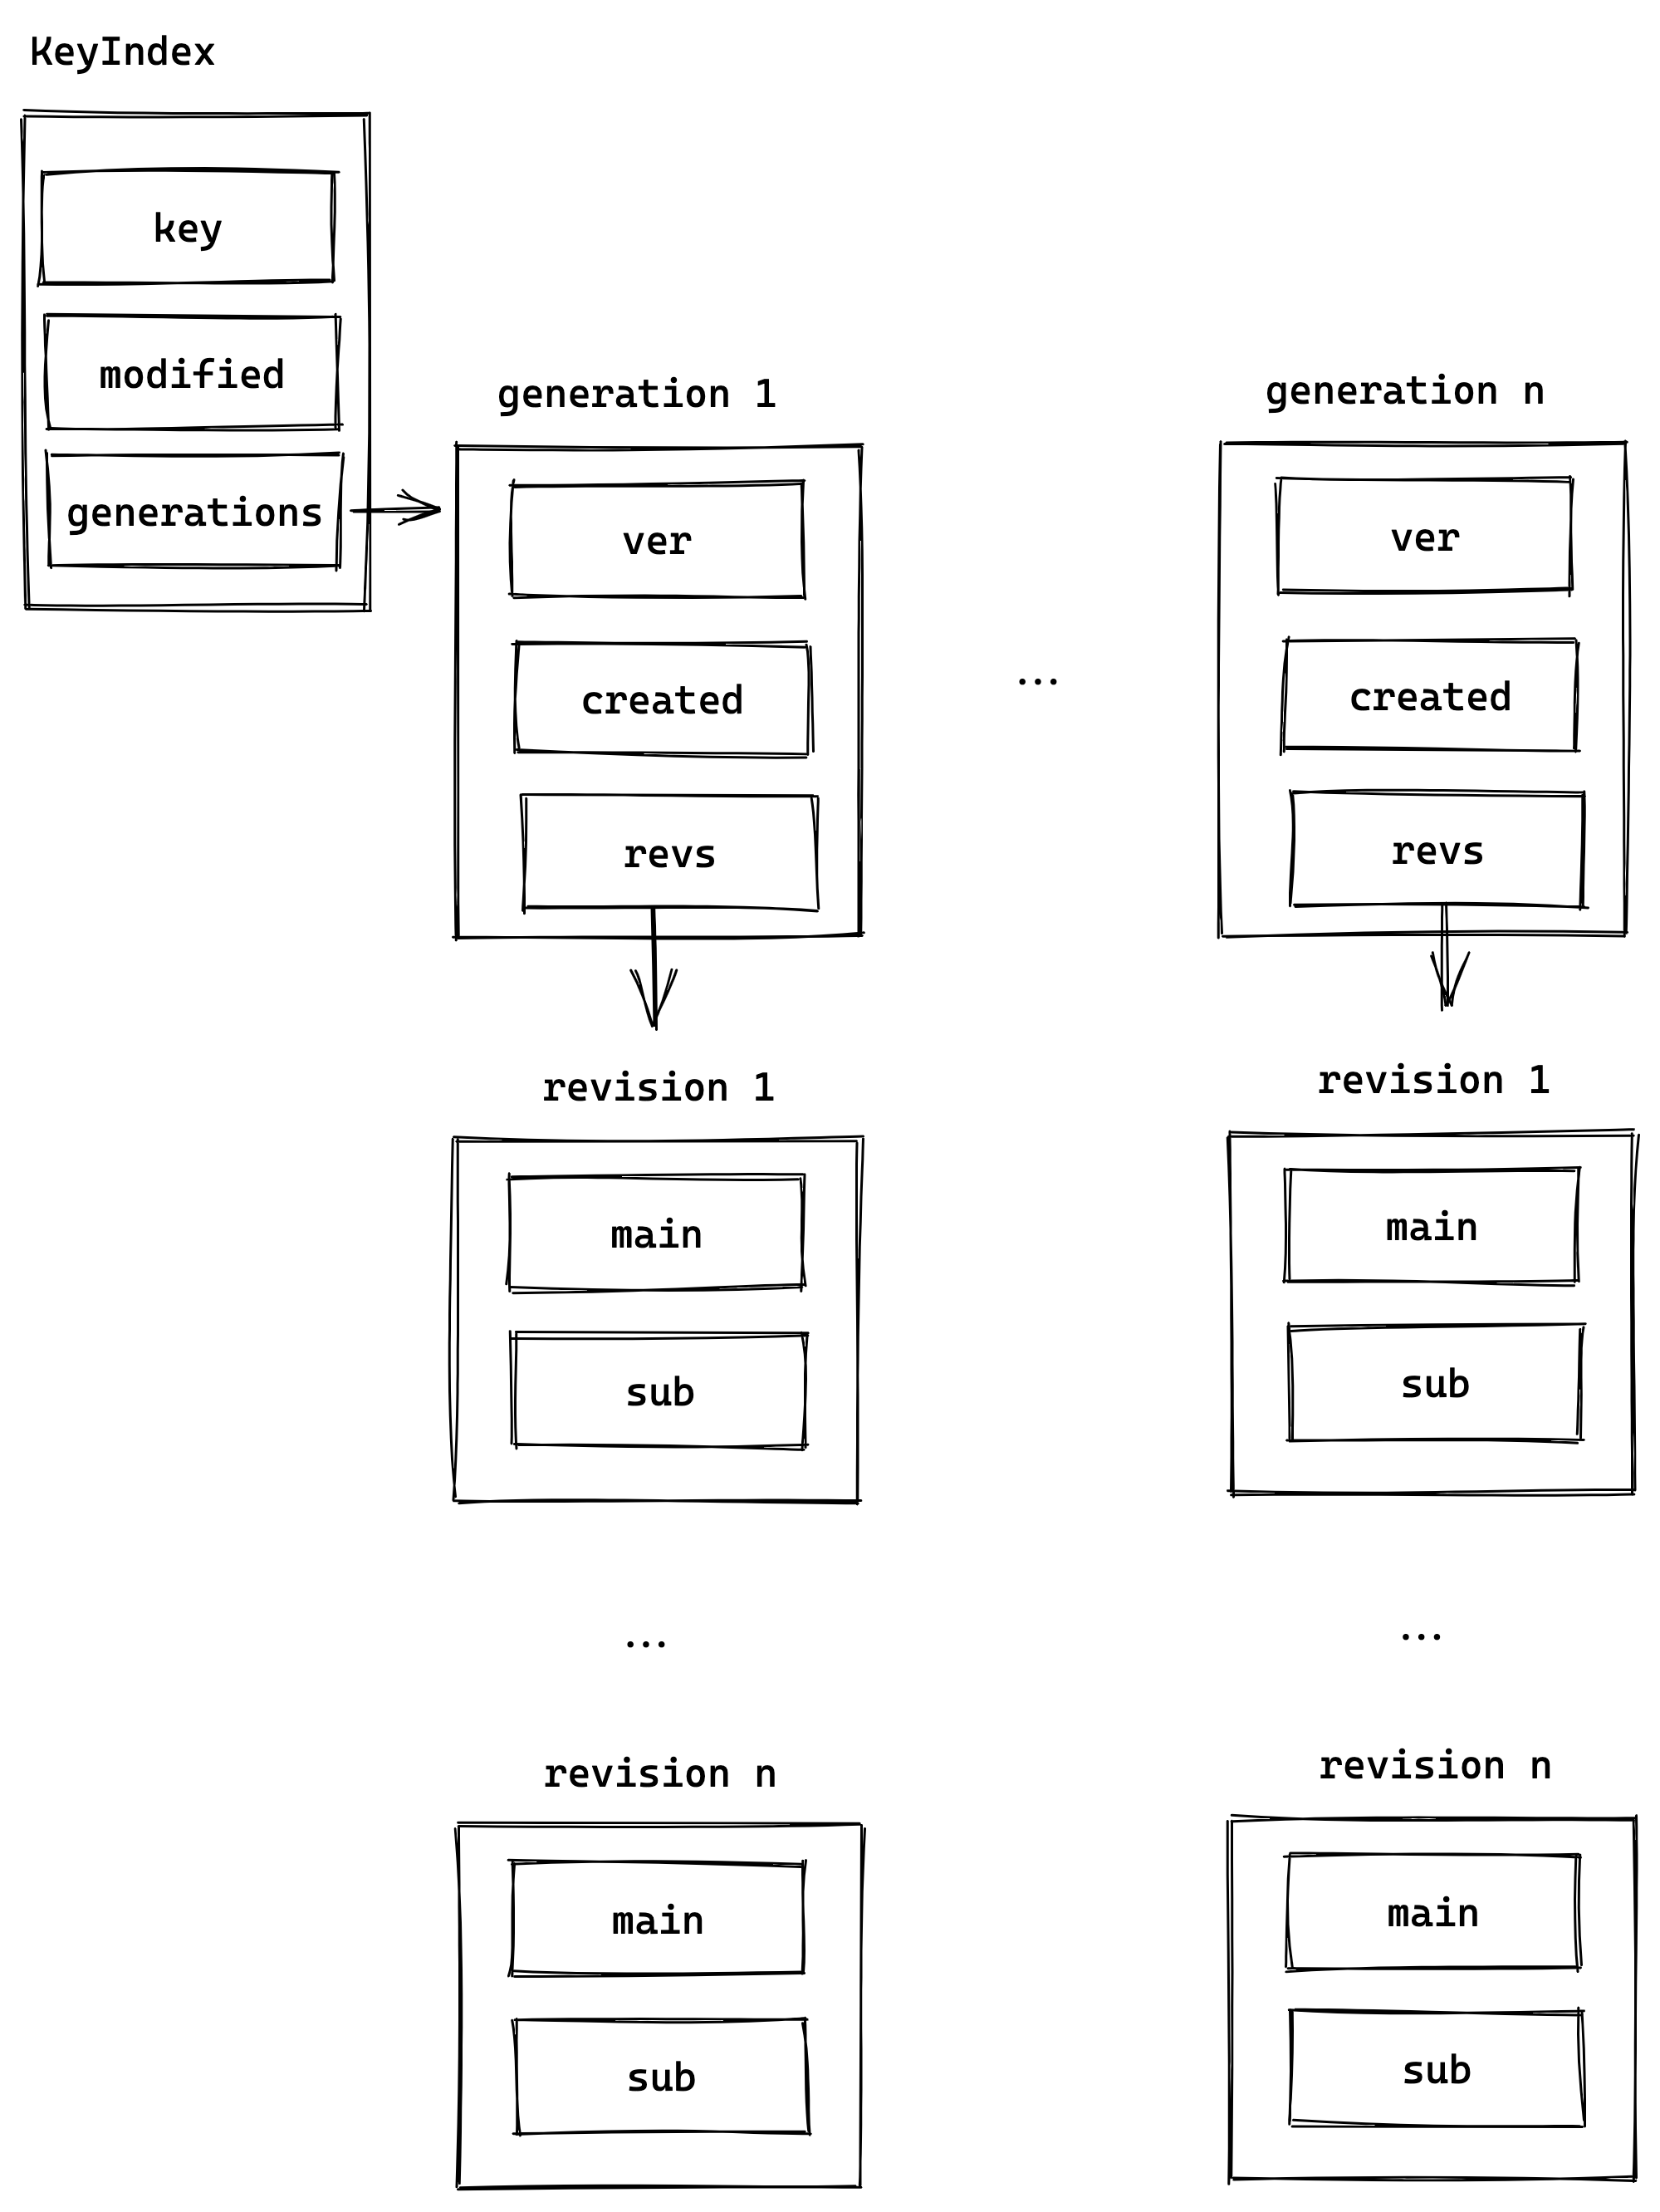 KeyIndex
key
modified
generations
generation 1
ver
created
revs
revision 1
main
sub
...
revision n
main
sub
...
generation n
ver
created
revs
revision 1
main
sub
...
revision n
main
sub